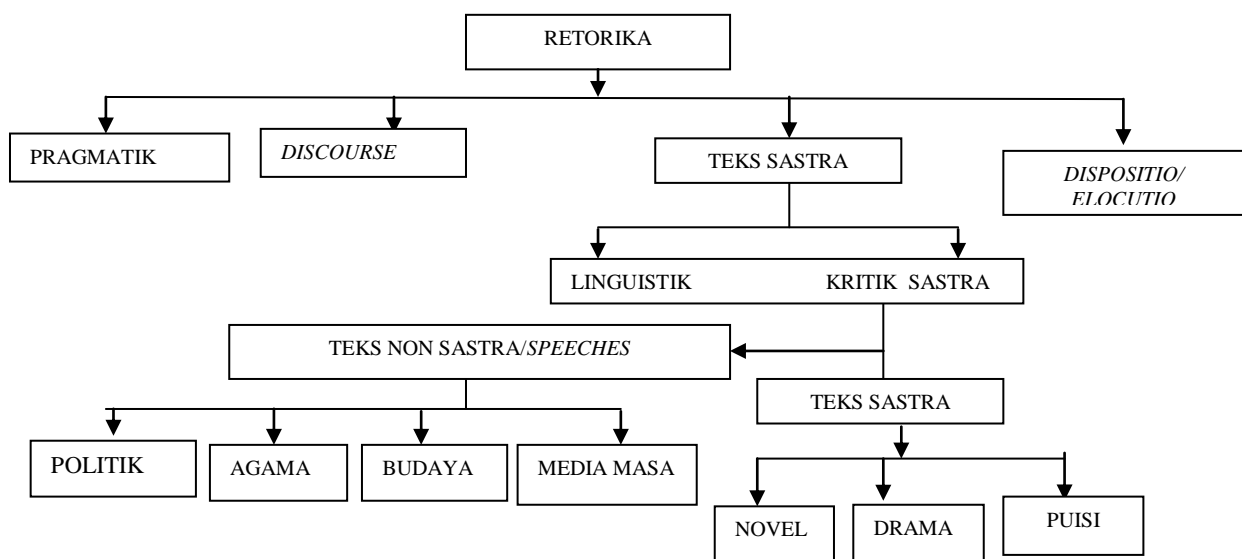 RETORIKA
PRAGMATIK
DISCOURSE
TEKS SASTRA
DISPOSITIO/
ELOCUTIO
LINGUISTIK KRITIK SASTRA
TEKS NON SASTRA/SPEECHES
TEKS SASTRA
POLITIK
AGAMA
BUDAYA
MEDIA MASA
NOVEL
DRAMA
PUISI